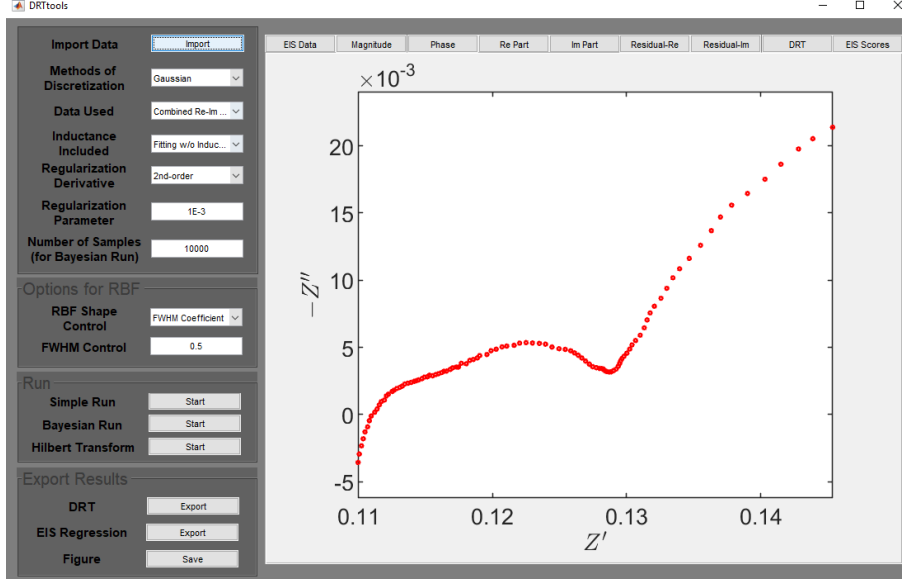 DRTtools
Import Data
Import
Methods of
Discretization
Gaussian
Data Used
Combined Re-Im ...
Inductance
Included
Fitting w/o Induc...
Regularization
Derivative
2nd-order
Regularization
Parameter
1E-3
Number of Samples
(for Bayesian Run)
10000
Options for RBF
RBF Shape
Control
FWHM Coefficient
FWHM Control
0.5
Run
Simple Run
Start
Bayesian Run
Start
Hilbert Transform
Start
Export Results
DRT
Export
EIS Regression
Export
Figure
Save
EIS Data
Magnitude
Phase
Re Part
Im Part
Residual-Re
Residual-Im
DRT
EIS Scores
×10⁻³
20
15
10
5
0
-5
−Z″
0.11
0.12
0.13
0.14
Z′